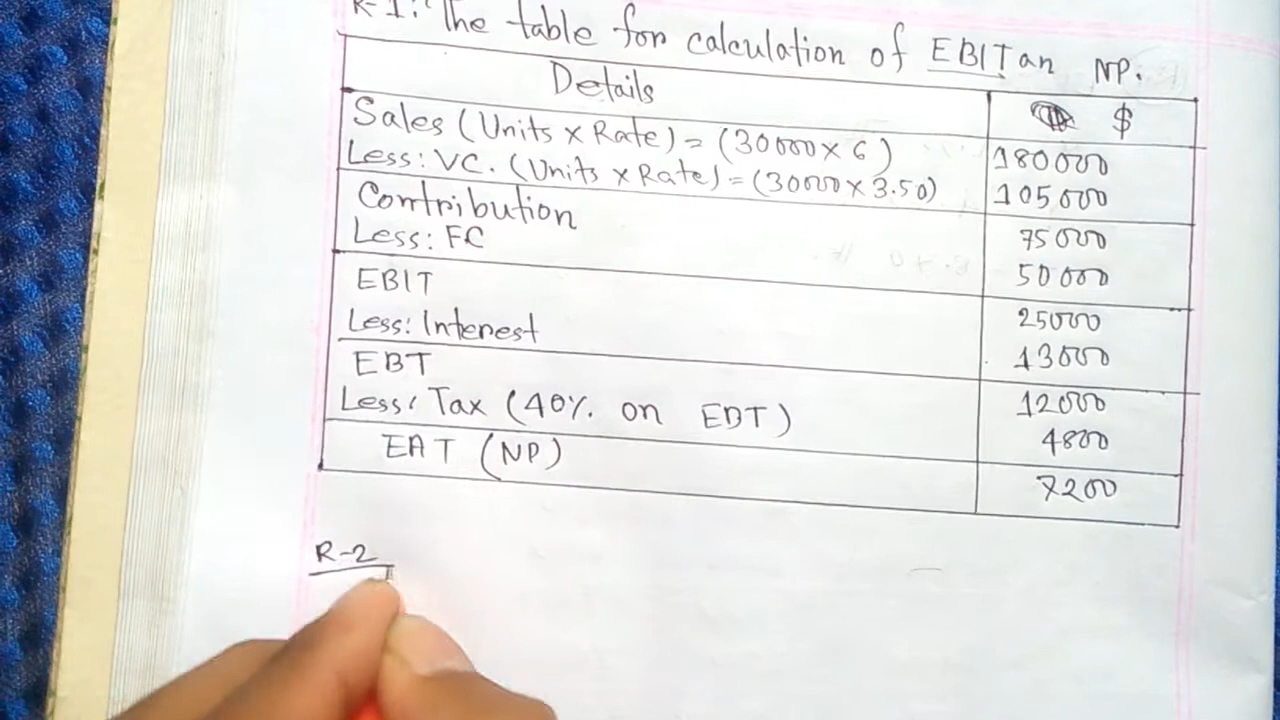 R-1: The table for calculation of EBIT an NP.
Details $
Sales (Units x Rate) = (30000 x 6) 180000
Less: VC. (Units x Rate) = (30000 x 3.50) 105000
Contribution 75000
Less: FC 50000
EBIT 25000
Less: Interest 13000
EBT 12000
Less: Tax (40% on EBT) 4800
EAT (NP) 7200
R-2